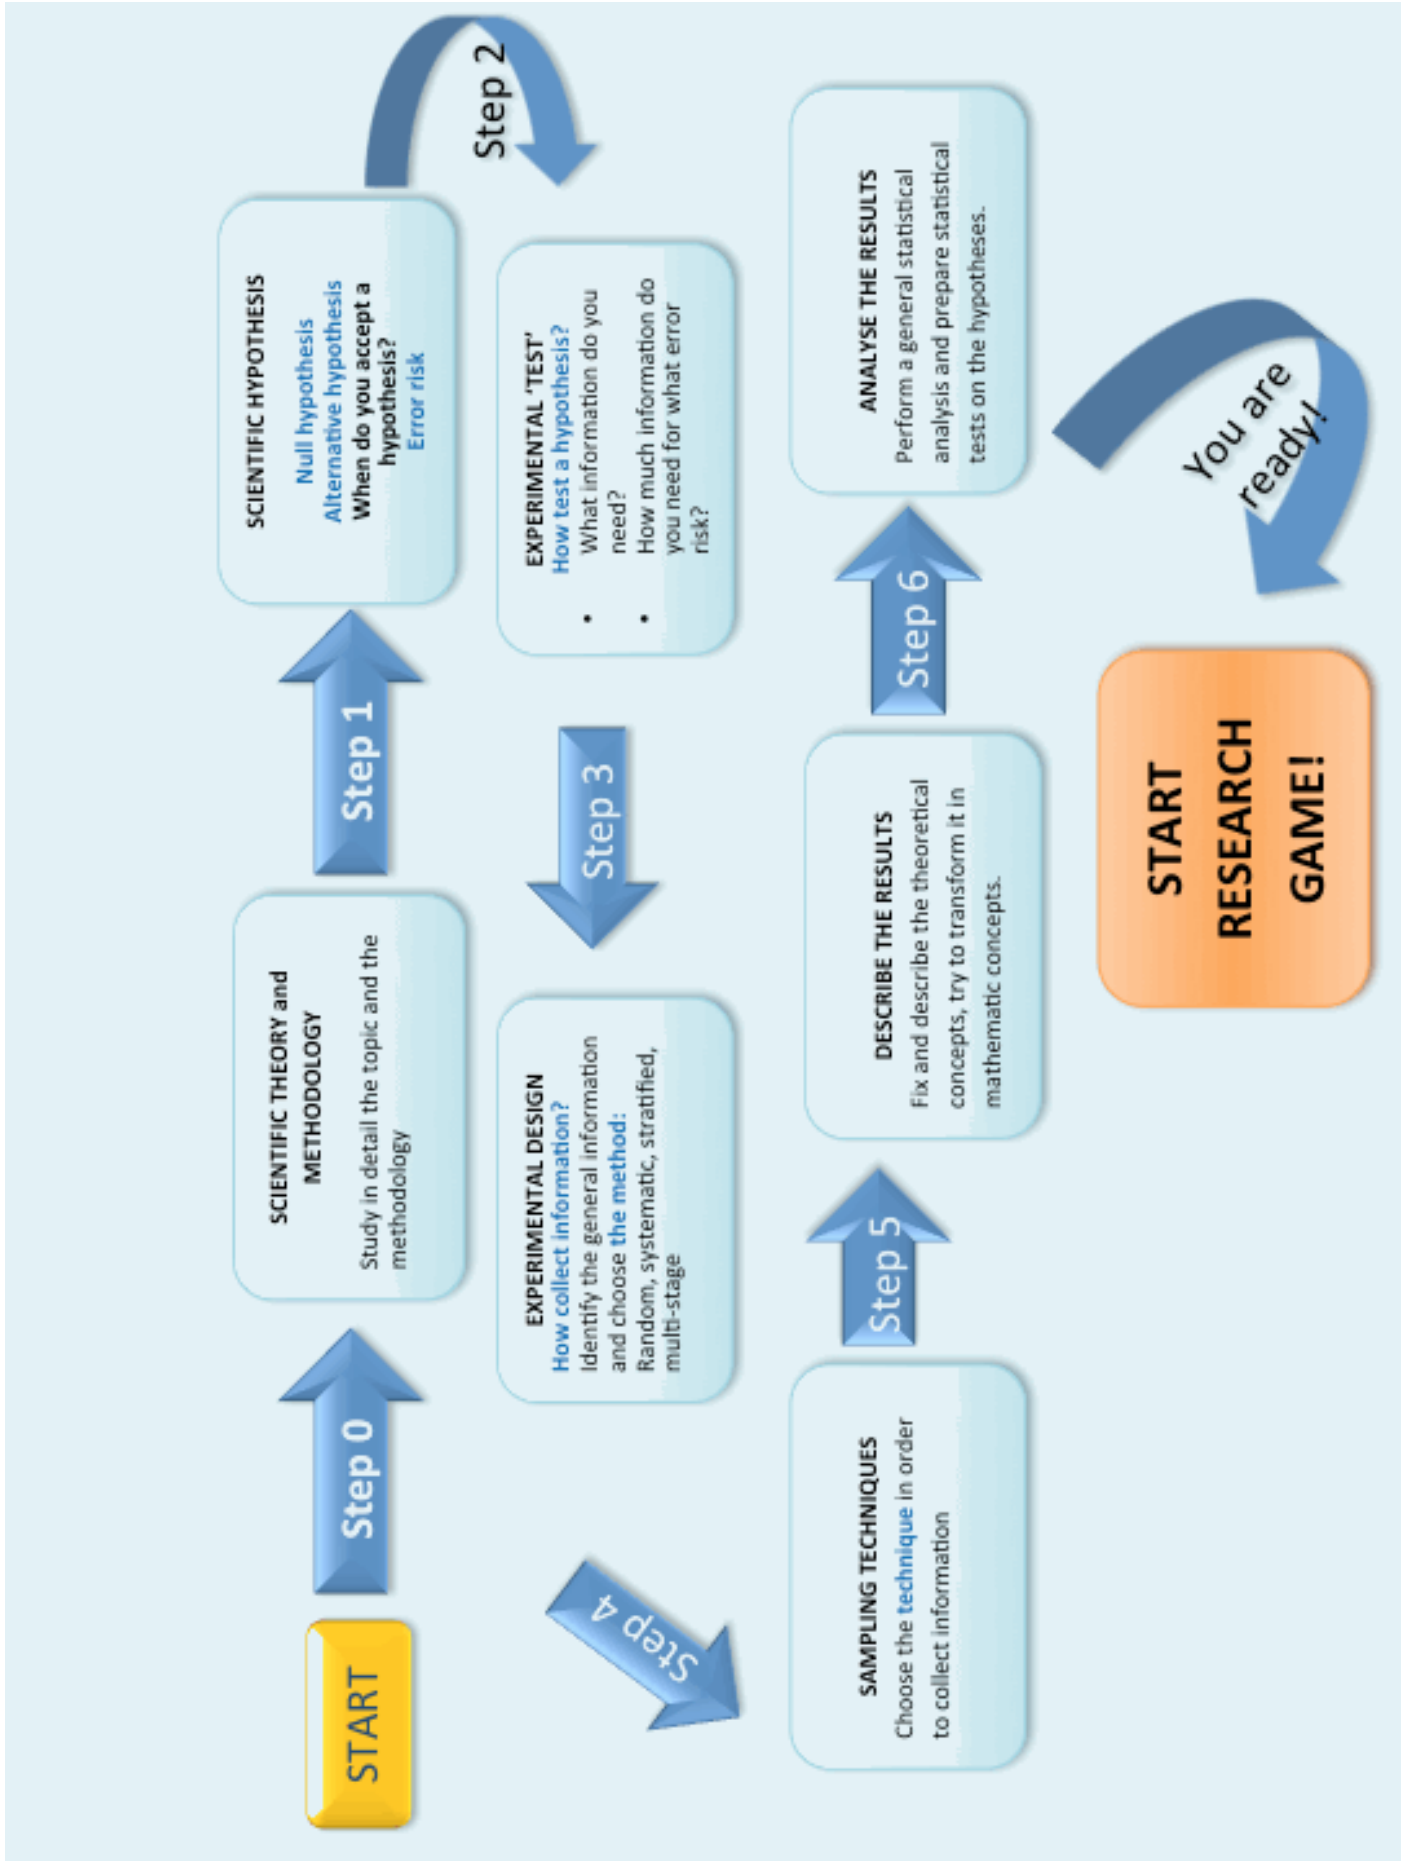 START
Step 0
SCIENTIFIC THEORY and
METHODOLOGY
Study in detail the topic and the
methodology
Step 1
SCIENTIFIC HYPOTHESIS
Null hypothesis
Alternative hypothesis
When do you accept a
hypothesis?
Error risk
Step 2
EXPERIMENTAL ‘TEST’
How test a hypothesis?
• What information do you
need?
• How much information do
you need for what error
risk?
Step 3
EXPERIMENTAL DESIGN
How collect information?
Identify the general information
and choose the method:
Random, systematic, stratified,
multi-stage
Step 4
SAMPLING TECHNIQUES
Choose the technique in order
to collect information
Step 5
DESCRIBE THE RESULTS
Fix and describe the theoretical
concepts, try to transform it in
mathematic concepts.
Step 6
ANALYSE THE RESULTS
Perform a general statistical
analysis and prepare statistical
tests on the hypotheses.
You are
ready!
START
RESEARCH
GAME!